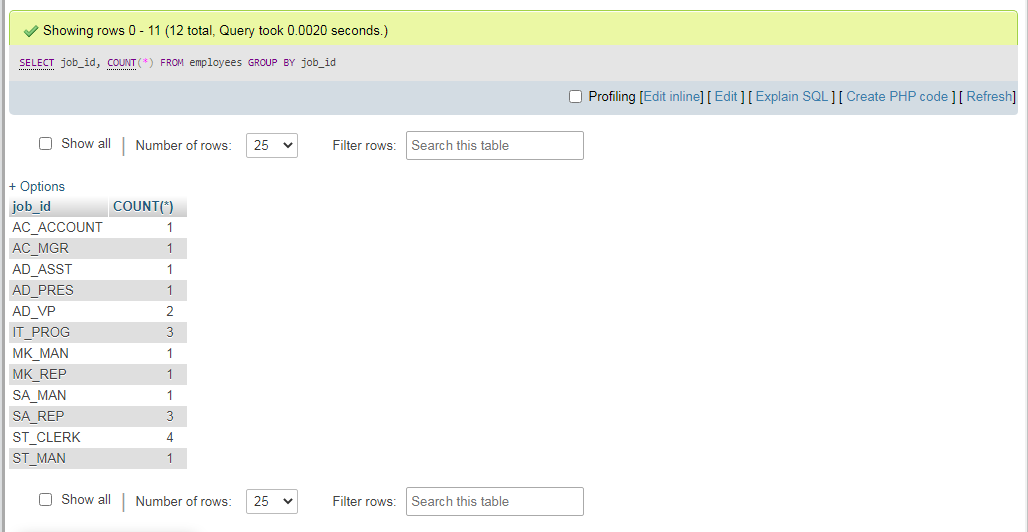 Showing rows 0 - 11 (12 total, Query took 0.0020 seconds.)
SELECT job_id, COUNT(*) FROM employees GROUP BY job_id
Profiling [Edit inline] [ Edit ] [ Explain SQL ] [ Create PHP code ] [ Refresh]
Show all | Number of rows: 25 Filter rows: Search this table
+ Options
job_id COUNT(*)
AC_ACCOUNT 1
AC_MGR 1
AD_ASST 1
AD_PRES 1
AD_VP 2
IT_PROG 3
MK_MAN 1
MK_REP 1
SA_MAN 1
SA_REP 3
ST_CLERK 4
ST_MAN 1
Show all | Number of rows: 25 Filter rows: Search this table